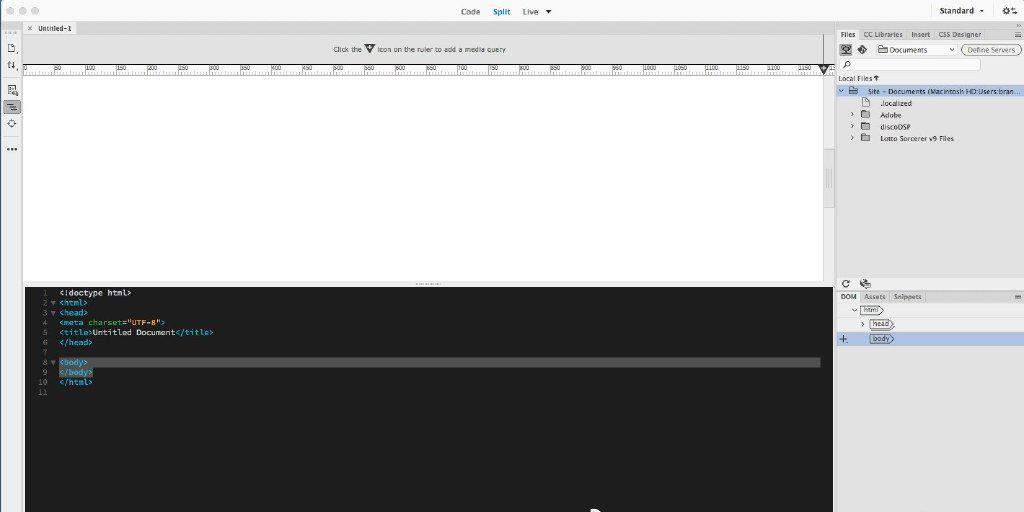 Code Split Live Standard
× Untitled-1
Files CC Libraries Insert CSS Designer
Click the icon on the ruler to add a media query
Documents Define Servers
0 50 100 150 200 250 300 350 400 450 500 550 600 650 700 750 800 850 900 950 1000 1050 1100 1150
Local Files
Site - Documents (Macintosh HD:Users:bran...
.localized
Adobe
discoDSP
Lotto Sorcerer v9 Files
DOM Assets Snippets
html
head
body
1 <!doctype html>
2 <html>
3 <head>
4 <meta charset="UTF-8">
5 <title>Untitled Document</title>
6 </head>
7
8 <body>
9 </body>
10 </html>
11